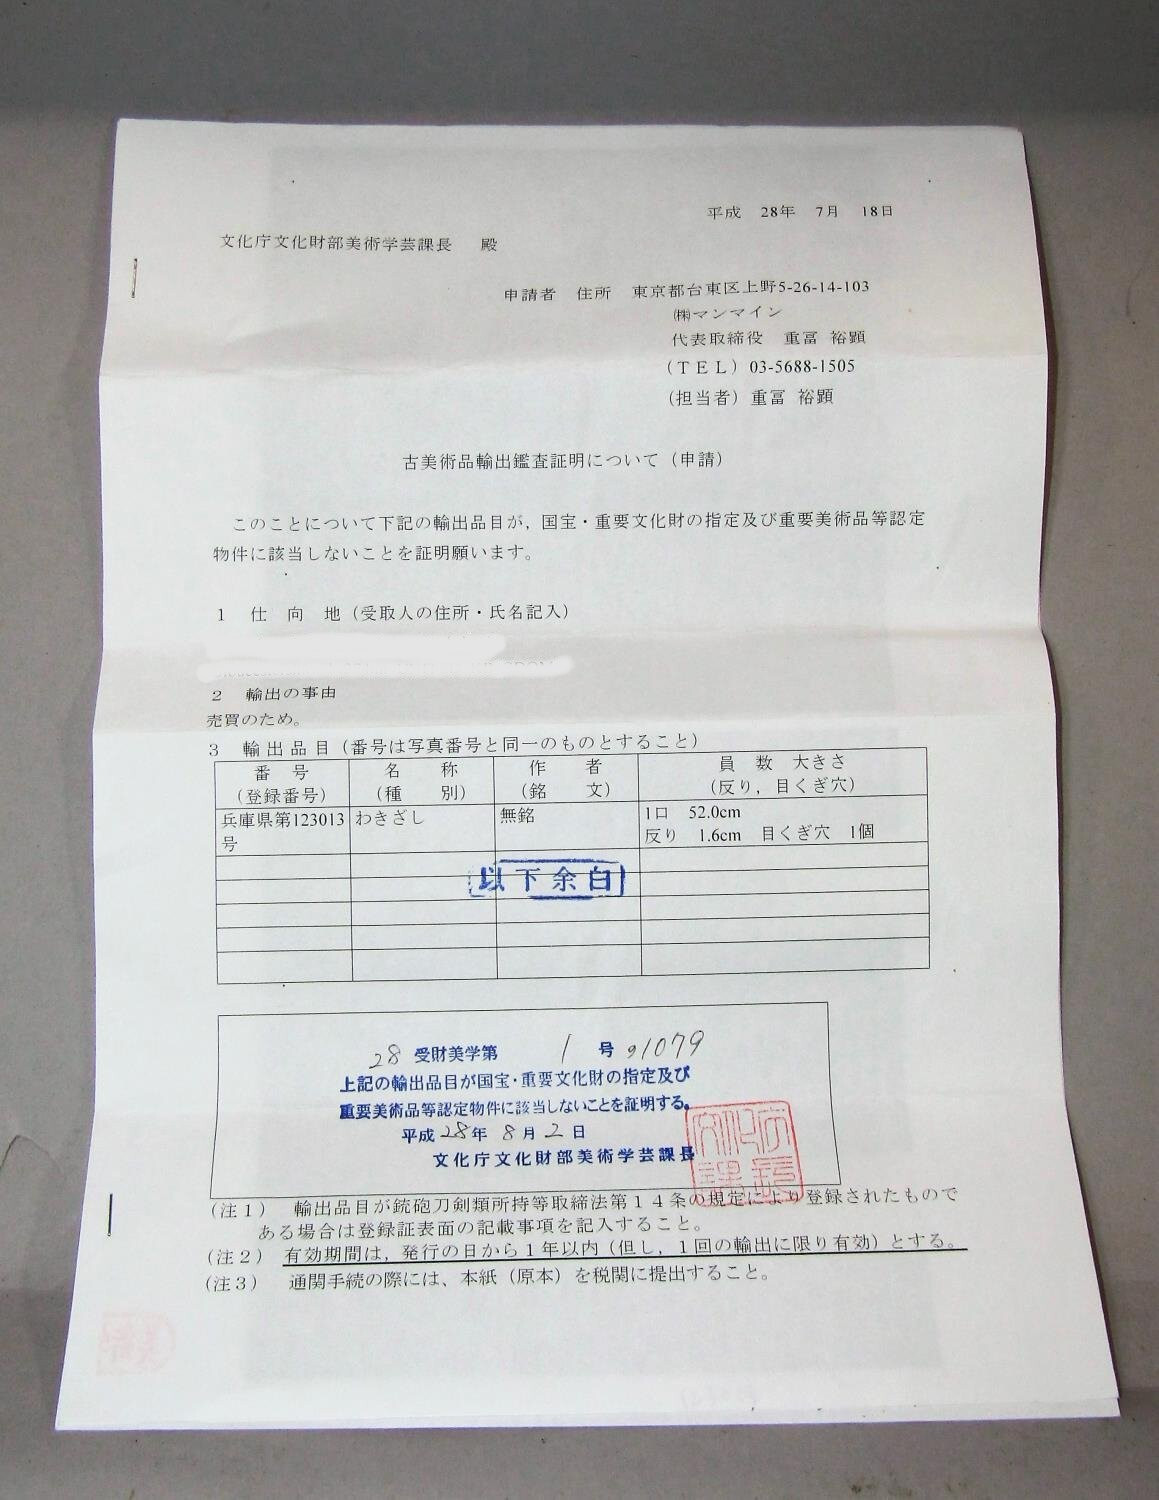 平成　28年　7月　18日
文化庁文化財部美術学芸課長　殿
申請者　住所　東京都台東区上野5-26-14-103
㈱マンマイン
代表取締役　重冨 裕顕
（ＴＥＬ）03-5688-1505
（担当者）重冨 裕顕
古美術品輸出鑑査証明について（申請）
このことについて下記の輸出品目が，国宝・重要文化財の指定及び重要美術品等認定
物件に該当しないことを証明願います。
1　仕　向　地（受取人の住所・氏名記入）
2　輸出の事由
売買のため。
3　輸出品目（番号は写真番号と同一のものとすること）
番　号　名　称　作　者　員　数　大きさ
（登録番号）（種　別）（銘　文）（反り，目くぎ穴）
兵庫県第123013　わきざし　無銘　1口　52.0cm
号　反り　1.6cm　目くぎ穴　1個
以下余白
28 受財美学第　1　号 91079
上記の輸出品目が国宝・重要文化財の指定及び
重要美術品等認定物件に該当しないことを証明する。
平成28年 8月 2日
文化庁文化財部美術学芸課長
（注１）　輸出品目が銃砲刀剣類所持等取締法第１４条の規定により登録されたもので
ある場合は登録証表面の記載事項を記入すること。
（注２）　有効期間は，発行の日から１年以内（但し，１回の輸出に限り有効）とする。
（注３）　通関手続の際には、本紙（原本）を税関に提出すること。